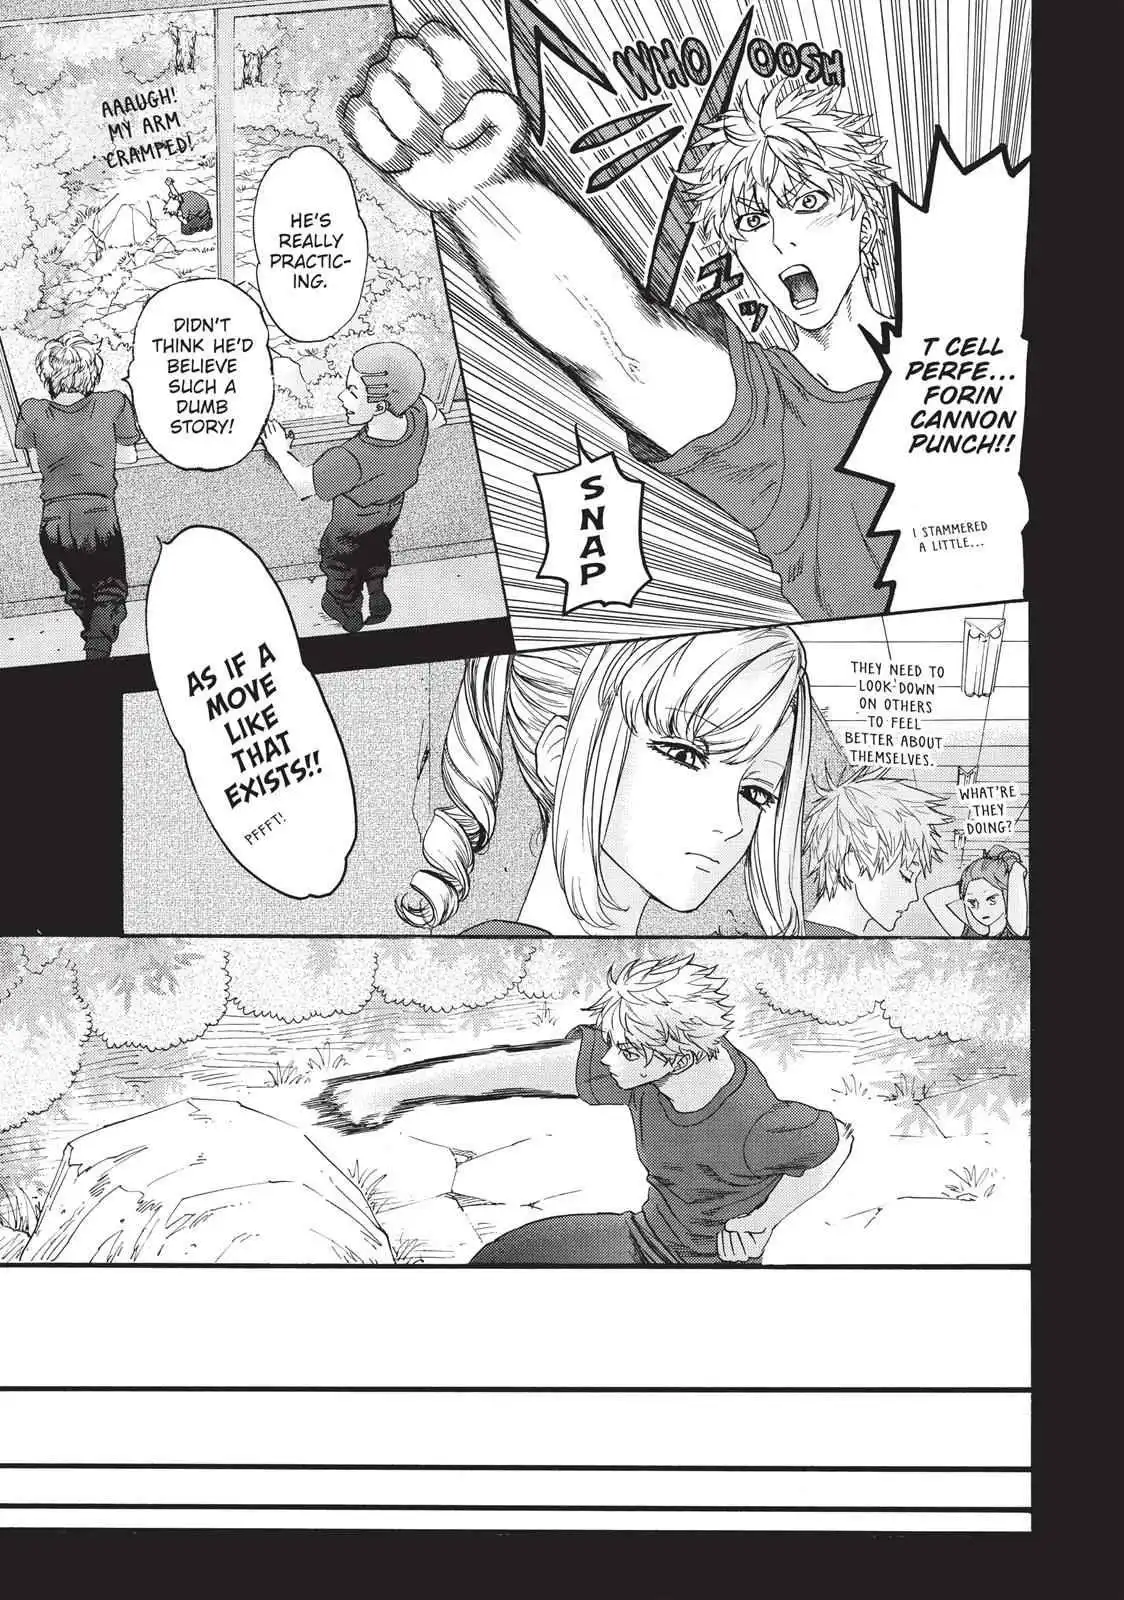 WHOOOOSH
T CELL
PERFE...
FORIN
CANNON
PUNCH!!
I STAMMERED
A LITTLE...
SNAP
AAAUGH!
MY ARM
CRAMPED!
HE'S
REALLY
PRACTIC-
ING.
DIDN'T
THINK HE'D
BELIEVE
SUCH A
DUMB
STORY!
THEY NEED TO
LOOK DOWN
ON OTHERS
TO FEEL
BETTER ABOUT
THEMSELVES.
WHAT'RE
THEY
DOING?
AS IF A
MOVE
LIKE
THAT
EXISTS!!
PFFFT!